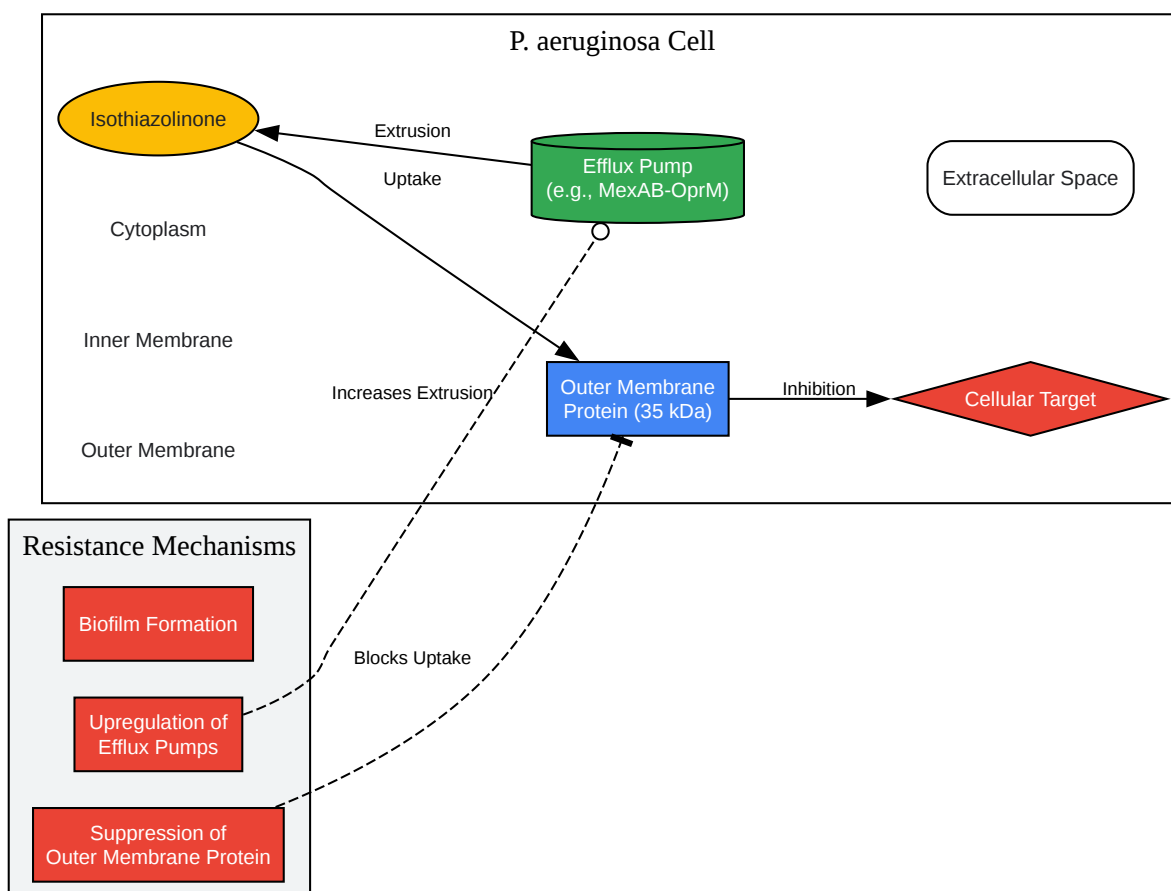 P. aeruginosa Cell
Isothiazolinone
Extrusion
Uptake
Efflux Pump
(e.g., MexAB-OprM)
Extracellular Space
Cytoplasm
Inner Membrane
Increases Extrusion
Outer Membrane
Protein (35 kDa)
Inhibition
Cellular Target
Outer Membrane
Resistance Mechanisms
Biofilm Formation
Blocks Uptake
Upregulation of
Efflux Pumps
Suppression of
Outer Membrane Protein